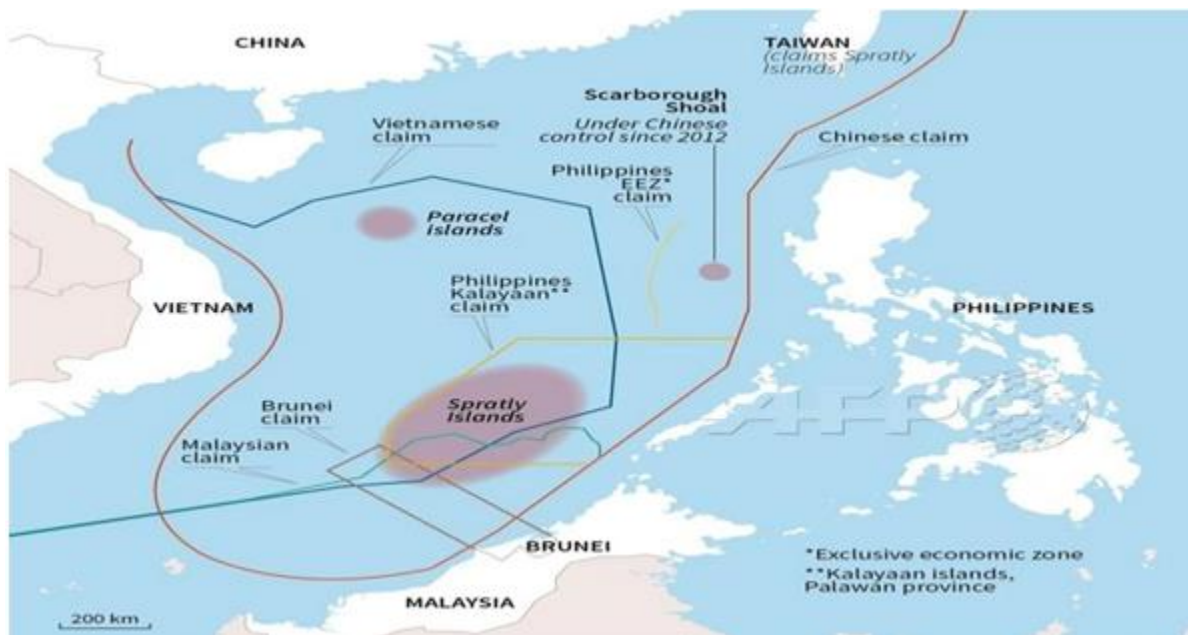 CHINA
TAIWAN
(claims Spratly
Islands)
Scarborough
Shoal
Under Chinese
control since 2012
Vietnamese
claim
Chinese claim
Philippines
EEZ*
claim
Paracel
Islands
Philippines
Kalayaan**
claim
VIETNAM
PHILIPPINES
Spratly
Islands
Brunei
claim
Malaysian
claim
AFP
BRUNEI
*Exclusive economic zone
**Kalayaan islands,
Palawan province
MALAYSIA
200 km